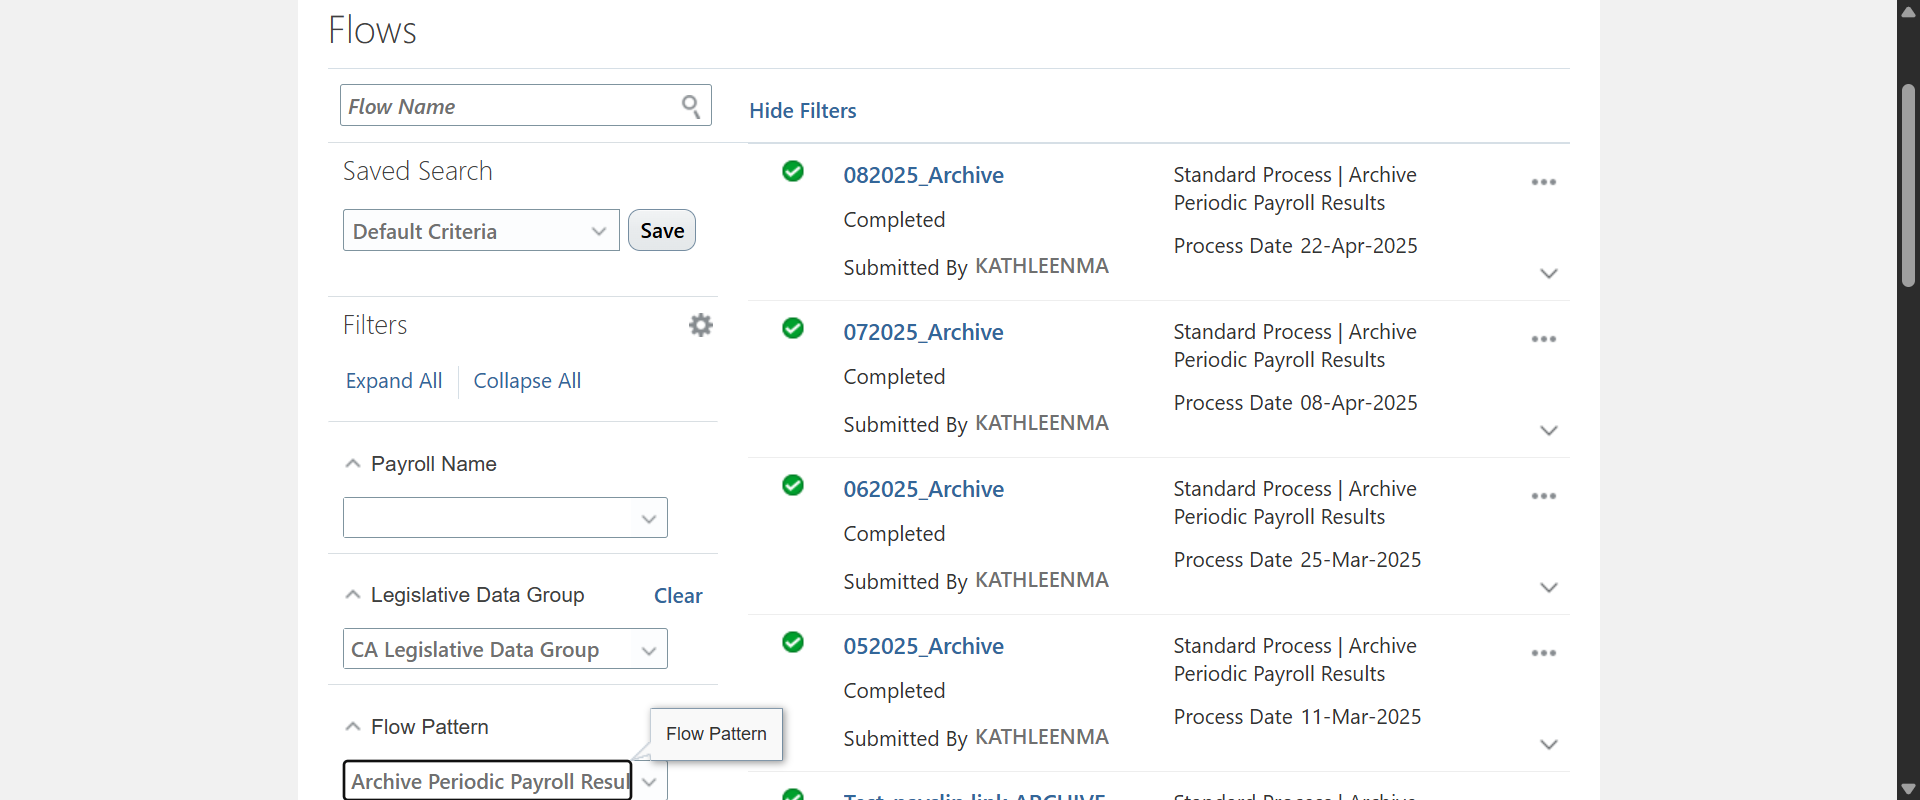 Flows
Flow Name
Hide Filters
Saved Search
Default Criteria
Save
Filters
Expand All
Collapse All
Payroll Name
Legislative Data Group
Clear
CA Legislative Data Group
Flow Pattern
Flow Pattern
Archive Periodic Payroll Resul
082025_Archive
Completed
Submitted By KATHLEENMA
Standard Process | Archive
Periodic Payroll Results
Process Date 22-Apr-2025
072025_Archive
Completed
Submitted By KATHLEENMA
Standard Process | Archive
Periodic Payroll Results
Process Date 08-Apr-2025
062025_Archive
Completed
Submitted By KATHLEENMA
Standard Process | Archive
Periodic Payroll Results
Process Date 25-Mar-2025
052025_Archive
Completed
Submitted By KATHLEENMA
Standard Process | Archive
Periodic Payroll Results
Process Date 11-Mar-2025
Standard Process | Archive